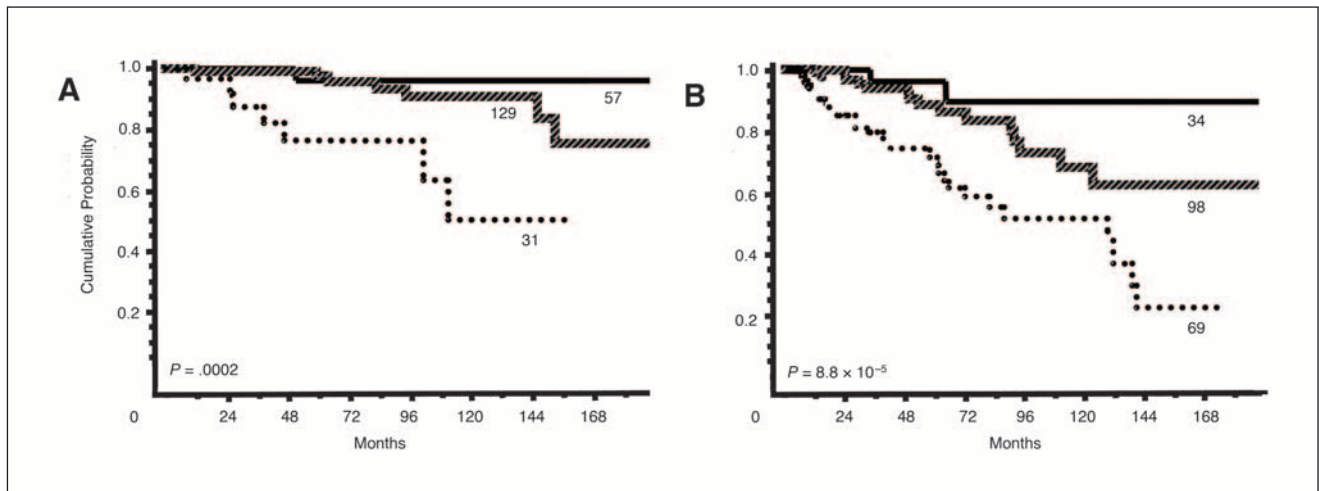 A
Cumulative Probability
1.0
0.8
0.6
0.4
0.2
0
57
129
31
P = .0002
24 48 72 96 120 144 168
Months
B
1.0
0.8
0.6
0.4
0.2
0
34
98
69
P = 8.8 × 10⁻⁵
24 48 72 96 120 144 168
Months